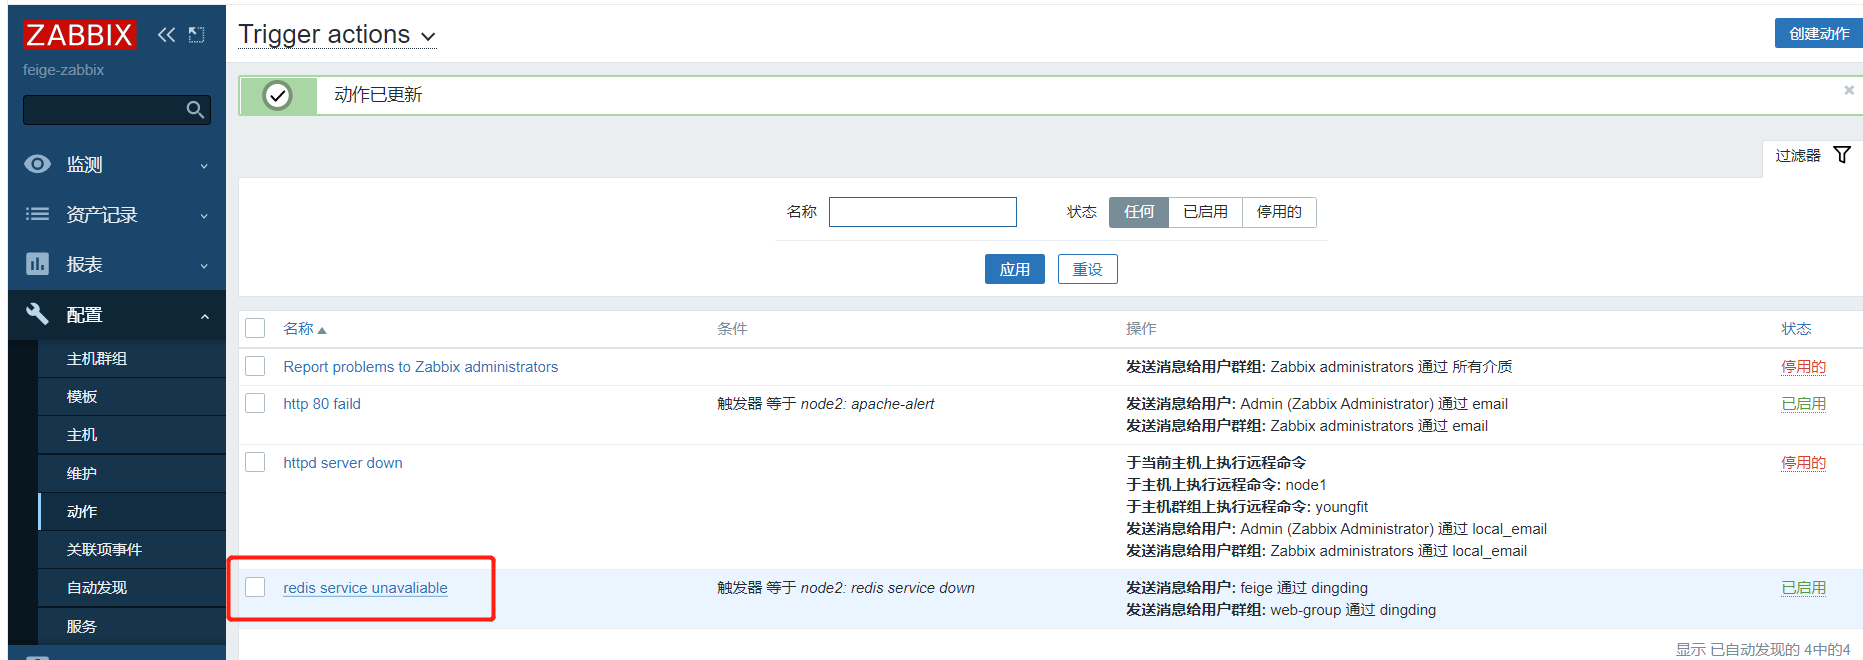 ZABBIX
feige-zabbix
监测
资产记录
报表
配置
主机群组
模板
主机
维护
动作
关联项事件
自动发现
服务
Trigger actions
创建动作
动作已更新
过滤器
名称
状态 任何 已启用 停用的
应用 重设
名称 条件 操作 状态
Report problems to Zabbix administrators 发送消息给用户群组: Zabbix administrators 通过 所有介质 停用的
http 80 faild 触发器 等于 node2: apache-alert 发送消息给用户: Admin (Zabbix Administrator) 通过 email 已启用
发送消息给用户群组: Zabbix administrators 通过 email
httpd server down 于当前主机上执行远程命令 停用的
于主机上执行远程命令: node1
于主机群组上执行远程命令: youngfit
发送消息给用户: Admin (Zabbix Administrator) 通过 local_email
发送消息给用户群组: Zabbix administrators 通过 local_email
redis service unavaliable 触发器 等于 node2: redis service down 发送消息给用户: feige 通过 dingding 已启用
发送消息给用户群组: web-group 通过 dingding
显示 已自动发现的 4中的4